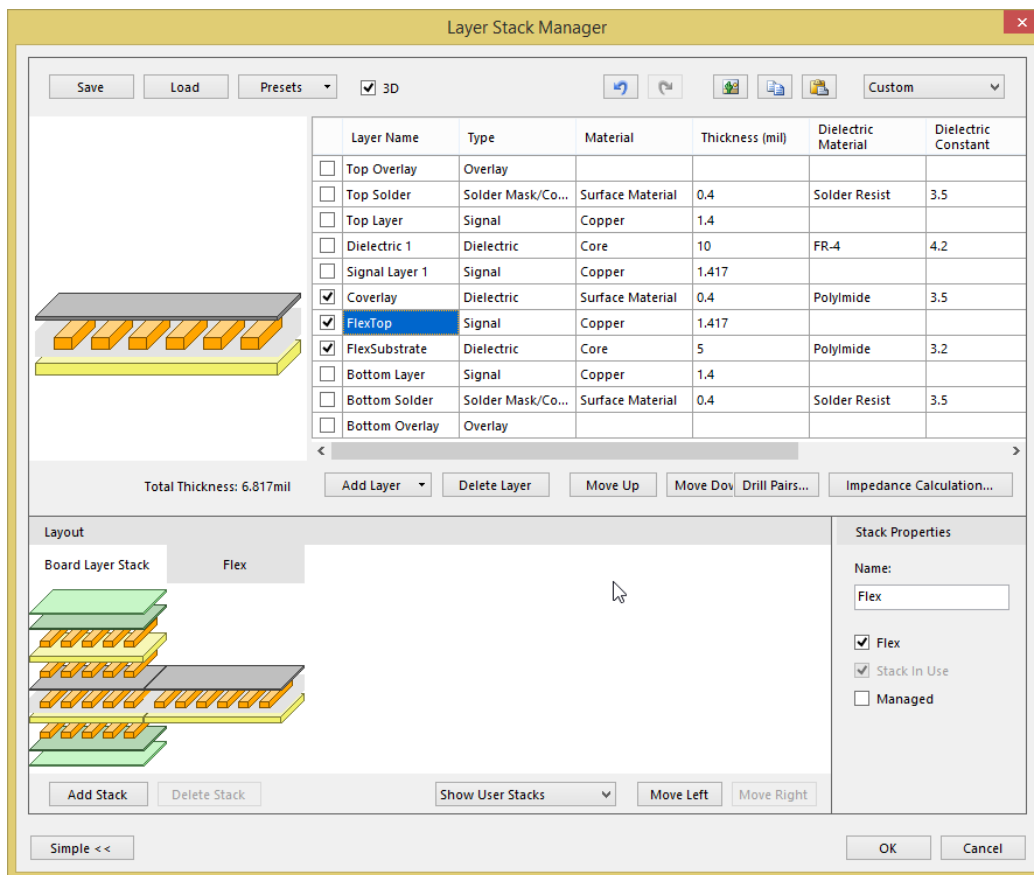 Layer Stack Manager
Save Load Presets 3D Custom
Layer Name Type Material Thickness (mil) Dielectric Material Dielectric Constant
Top Overlay Overlay
Top Solder Solder Mask/Co... Surface Material 0.4 Solder Resist 3.5
Top Layer Signal Copper 1.4
Dielectric 1 Dielectric Core 10 FR-4 4.2
Signal Layer 1 Signal Copper 1.417
Coverlay Dielectric Surface Material 0.4 PolyImide 3.5
FlexTop Signal Copper 1.417
FlexSubstrate Dielectric Core 5 PolyImide 3.2
Bottom Layer Signal Copper 1.4
Bottom Solder Solder Mask/Co... Surface Material 0.4 Solder Resist 3.5
Bottom Overlay Overlay
Total Thickness: 6.817mil Add Layer Delete Layer Move Up Move Dov Drill Pairs... Impedance Calculation...
Layout Stack Properties
Board Layer Stack Flex
Name:
Flex
Flex
Stack In Use
Managed
Add Stack Delete Stack Show User Stacks Move Left Move Right
Simple << OK Cancel